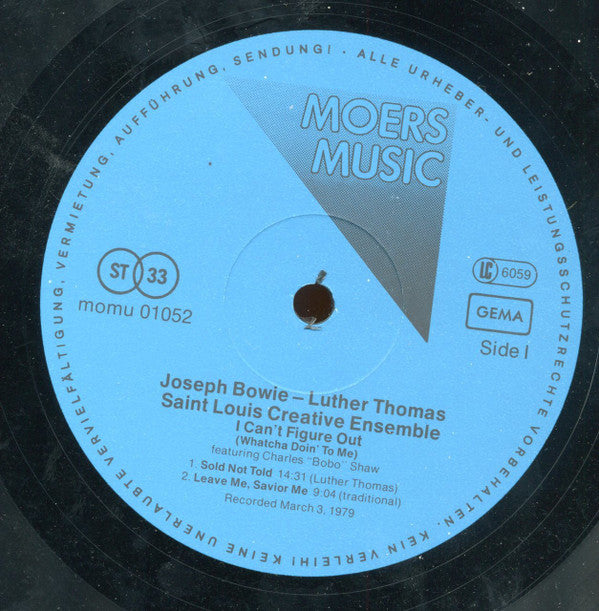 ALLE URHEBER- UND LEISTUNGSSCHUTZRECHTE VORBEHALTEN. KEIN VERLEIH! KEINE UNERLAUBTE VERVIELFÄLTIGUNG, VERMIETUNG, AUFFÜHRUNG, SENDUNG! ·
MOERS
MUSIC
ST 33
momu 01052
LC 6059
GEMA
Side I
Joseph Bowie – Luther Thomas
Saint Louis Creative Ensemble
I Can't Figure Out
(Whatcha Doin' To Me)
featuring Charles "Bobo" Shaw
1. Sold Not Told 14:31 (Luther Thomas)
2. Leave Me, Savior Me 9:04 (traditional)
Recorded March 3, 1979